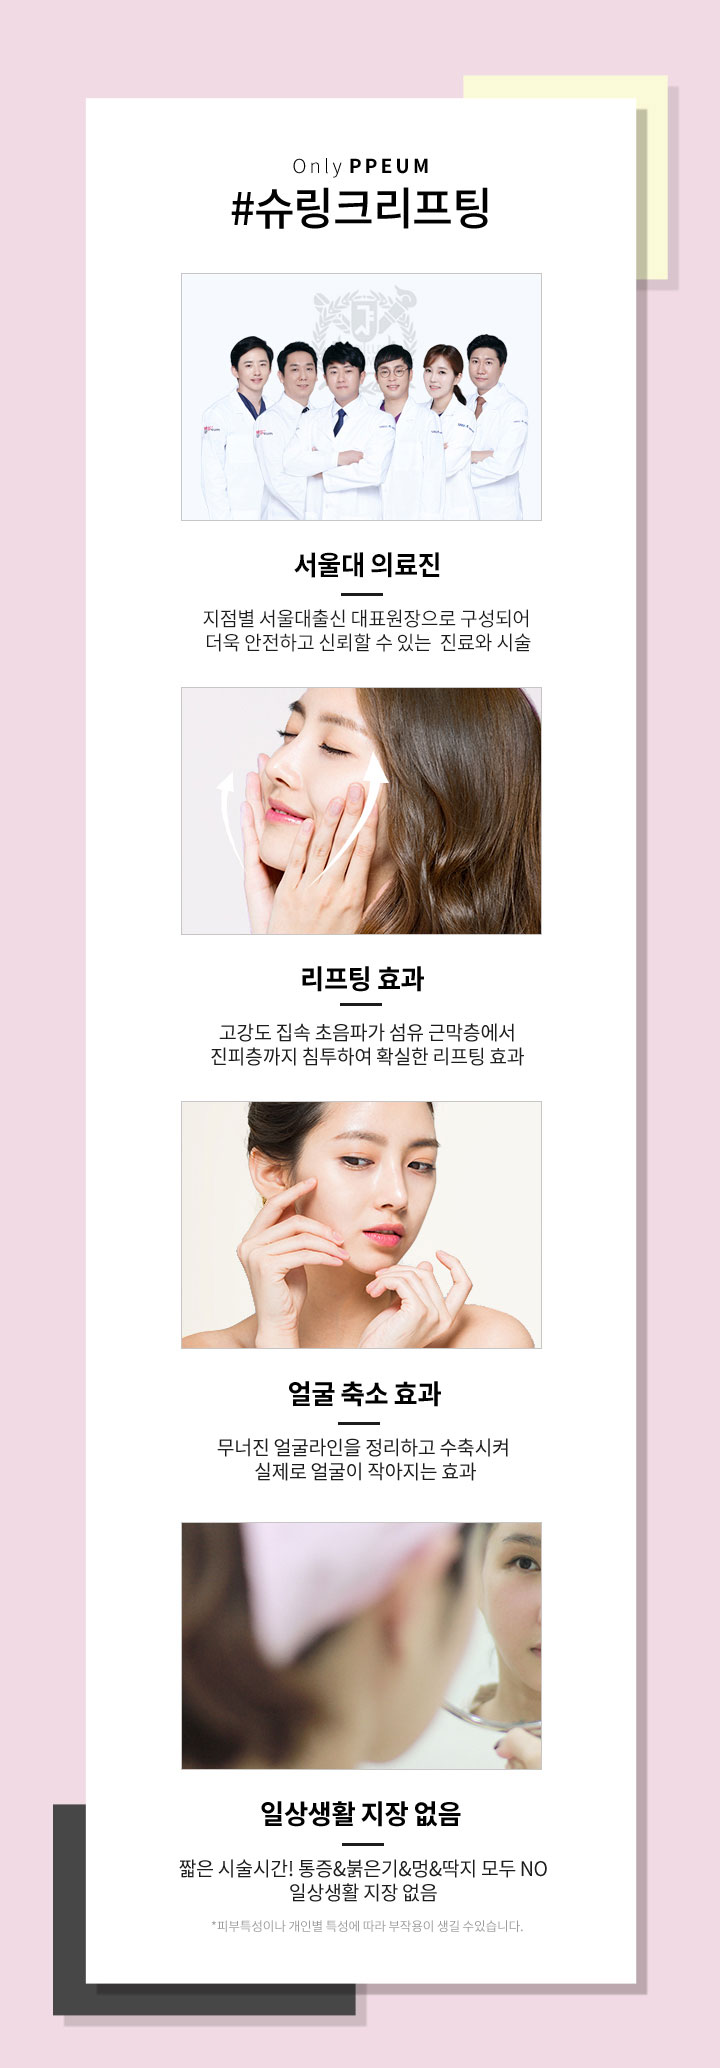 Only PPEUM
#슈링크리프팅
서울대 의료진
지점별 서울대출신 대표원장으로 구성되어
더욱 안전하고 신뢰할 수 있는 진료와 시술
리프팅 효과
고강도 집속 초음파가 섬유 근막층에서
진피층까지 침투하여 확실한 리프팅 효과
얼굴 축소 효과
무너진 얼굴라인을 정리하고 수축시켜
실제로 얼굴이 작아지는 효과
일상생활 지장 없음
짧은 시술시간! 통증&붉은기&멍&딱지 모두 NO
일상생활 지장 없음
*피부특성이나 개인별 특성에 따라 부작용이 생길 수있습니다.